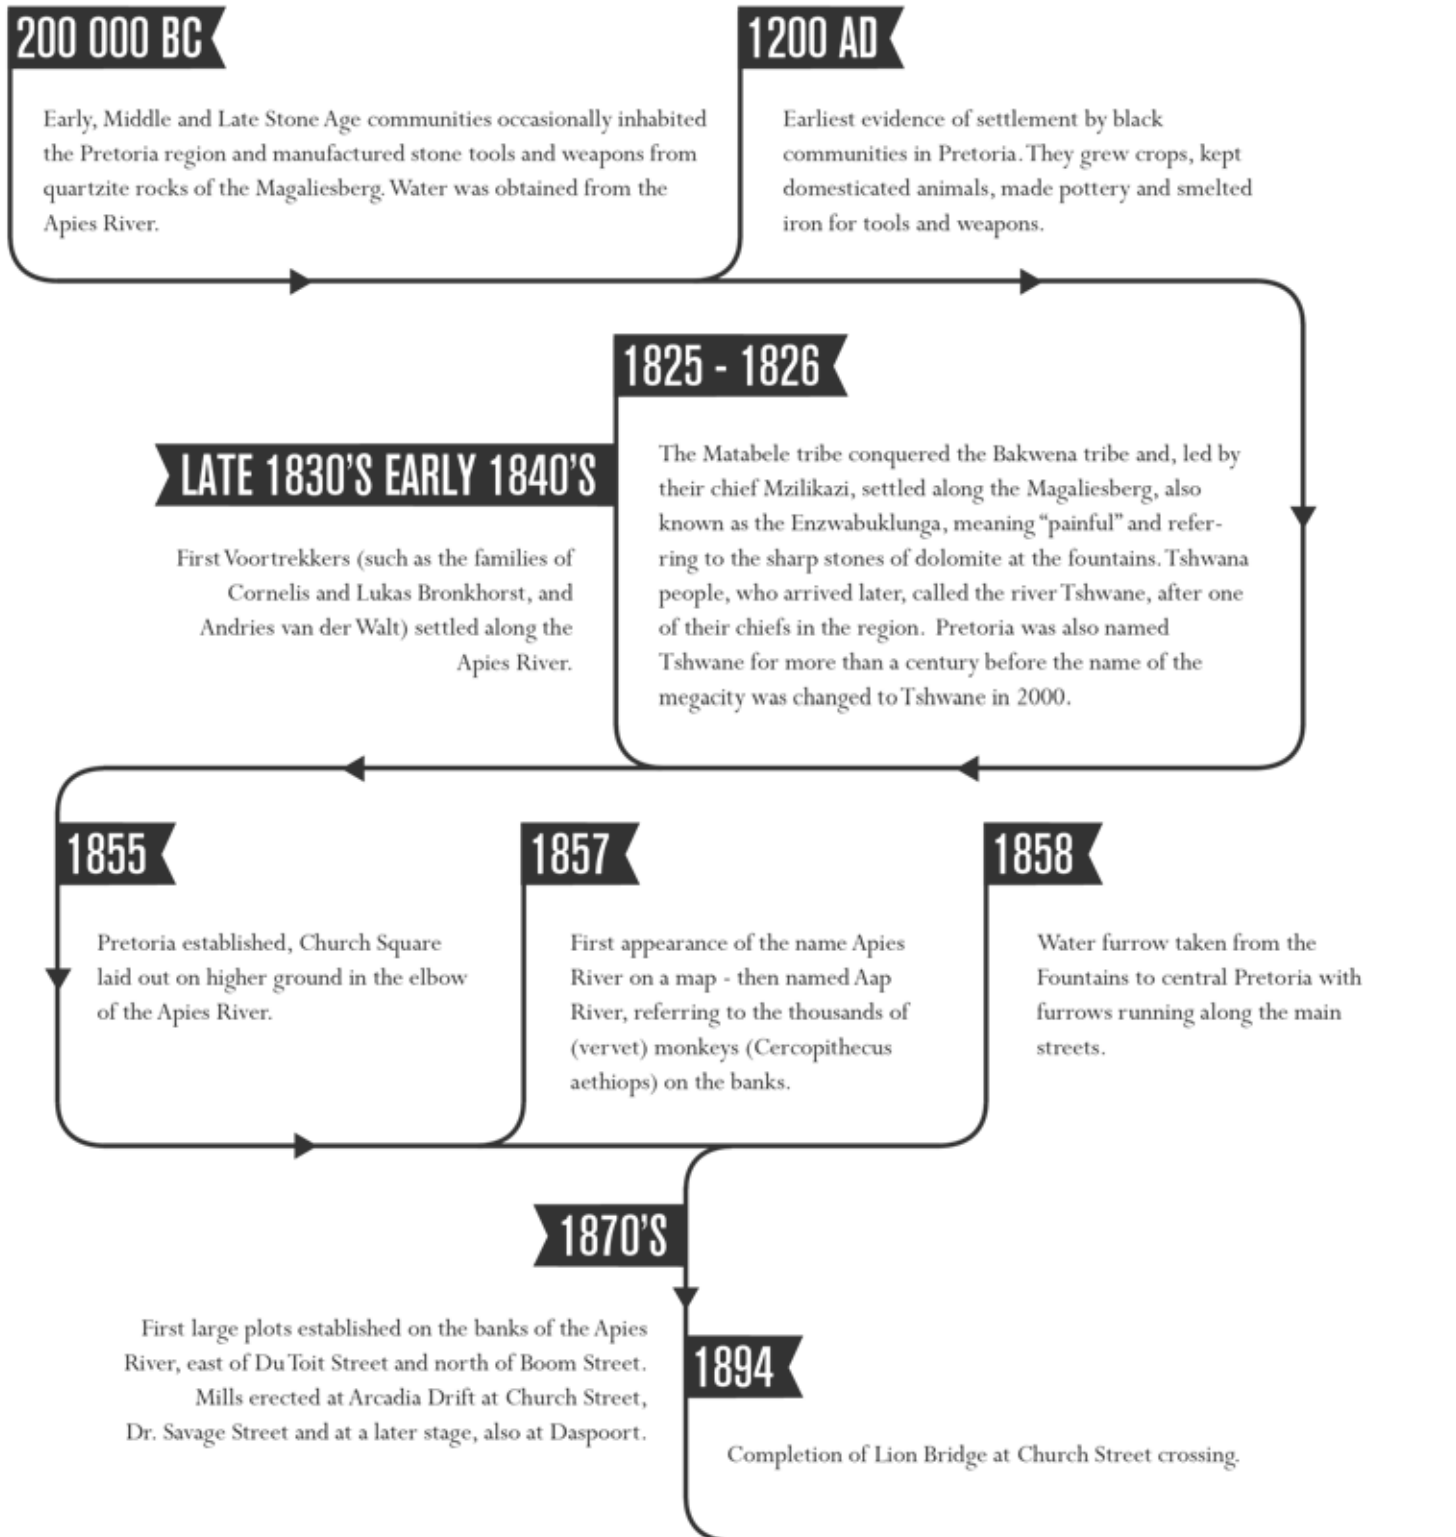 200 000 BC
Early, Middle and Late Stone Age communities occasionally inhabited
the Pretoria region and manufactured stone tools and weapons from
quartzite rocks of the Magaliesberg. Water was obtained from the
Apies River.
1200 AD
Earliest evidence of settlement by black
communities in Pretoria. They grew crops, kept
domesticated animals, made pottery and smelted
iron for tools and weapons.
1825 - 1826
The Matabele tribe conquered the Bakwena tribe and, led by
their chief Mzilikazi, settled along the Magaliesberg, also
known as the Enzwabuklunga, meaning “painful” and refer-
ring to the sharp stones of dolomite at the fountains. Tshwana
people, who arrived later, called the river Tshwane, after one
of their chiefs in the region. Pretoria was also named
Tshwane for more than a century before the name of the
megacity was changed to Tshwane in 2000.
LATE 1830’S EARLY 1840’S
First Voortrekkers (such as the families of
Cornelis and Lukas Bronkhorst, and
Andries van der Walt) settled along the
Apies River.
1855
Pretoria established, Church Square
laid out on higher ground in the elbow
of the Apies River.
1857
First appearance of the name Apies
River on a map - then named Aap
River, referring to the thousands of
(vervet) monkeys (Cercopithecus
aethiops) on the banks.
1858
Water furrow taken from the
Fountains to central Pretoria with
furrows running along the main
streets.
1870’S
First large plots established on the banks of the Apies
River, east of Du Toit Street and north of Boom Street.
Mills erected at Arcadia Drift at Church Street,
Dr. Savage Street and at a later stage, also at Daspoort.
1894
Completion of Lion Bridge at Church Street crossing.